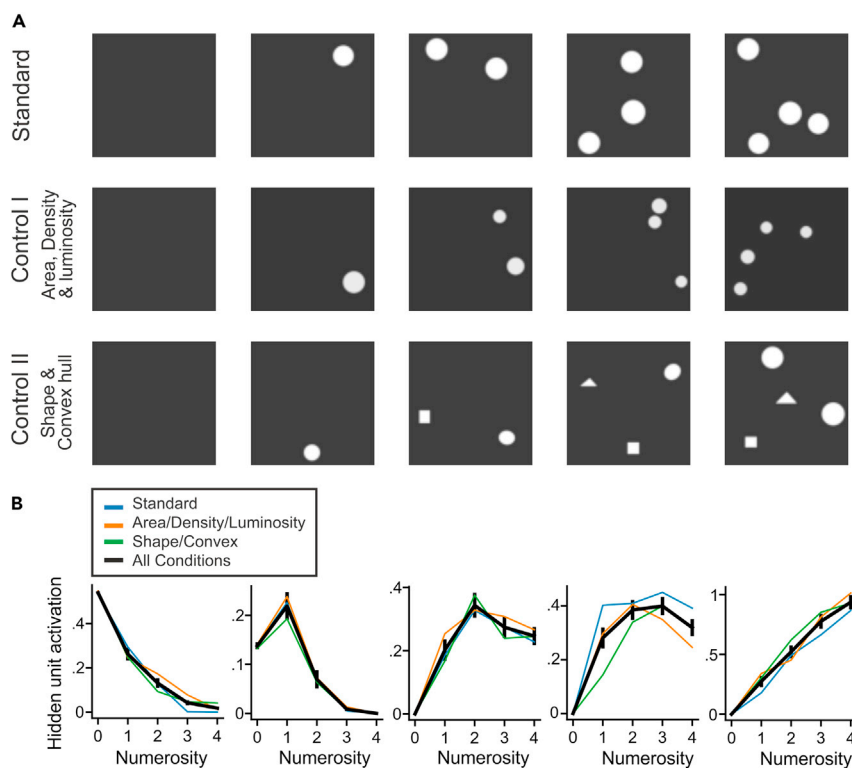 A
Standard
Control I
Area, Density
& luminosity
Control II
Shape &
Convex hull
B
Standard
Area/Density/Luminosity
Shape/Convex
All Conditions
Hidden unit activation
.4
.2
0
0 1 2 3 4
Numerosity
.2
.1
0
0 1 2 3 4
Numerosity
.4
.2
0
0 1 2 3 4
Numerosity
.4
.2
0
0 1 2 3 4
Numerosity
1
.5
0
0 1 2 3 4
Numerosity